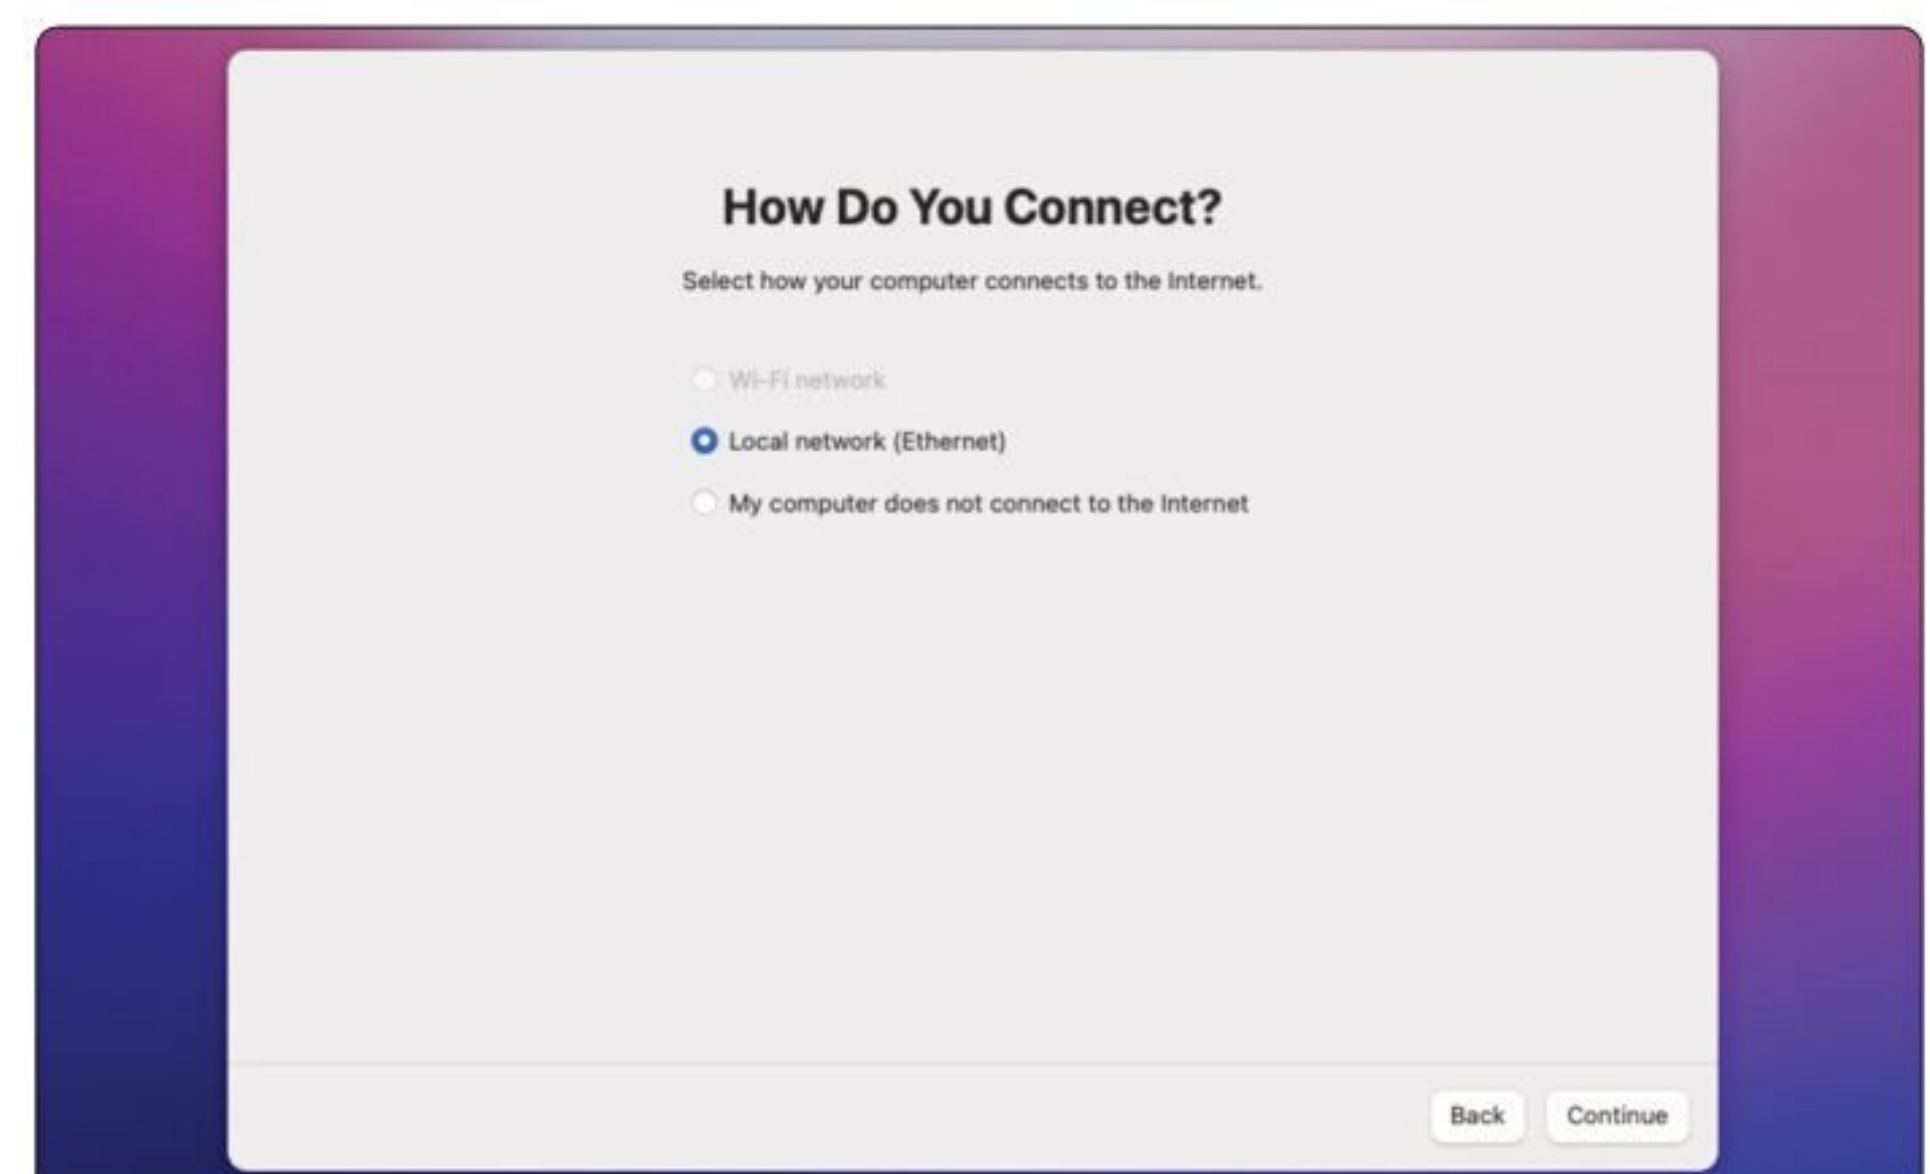 How Do You Connect?
Select how your computer connects to the Internet.
Wi-Fi network
Local network (Ethernet)
My computer does not connect to the Internet
Back
Continue